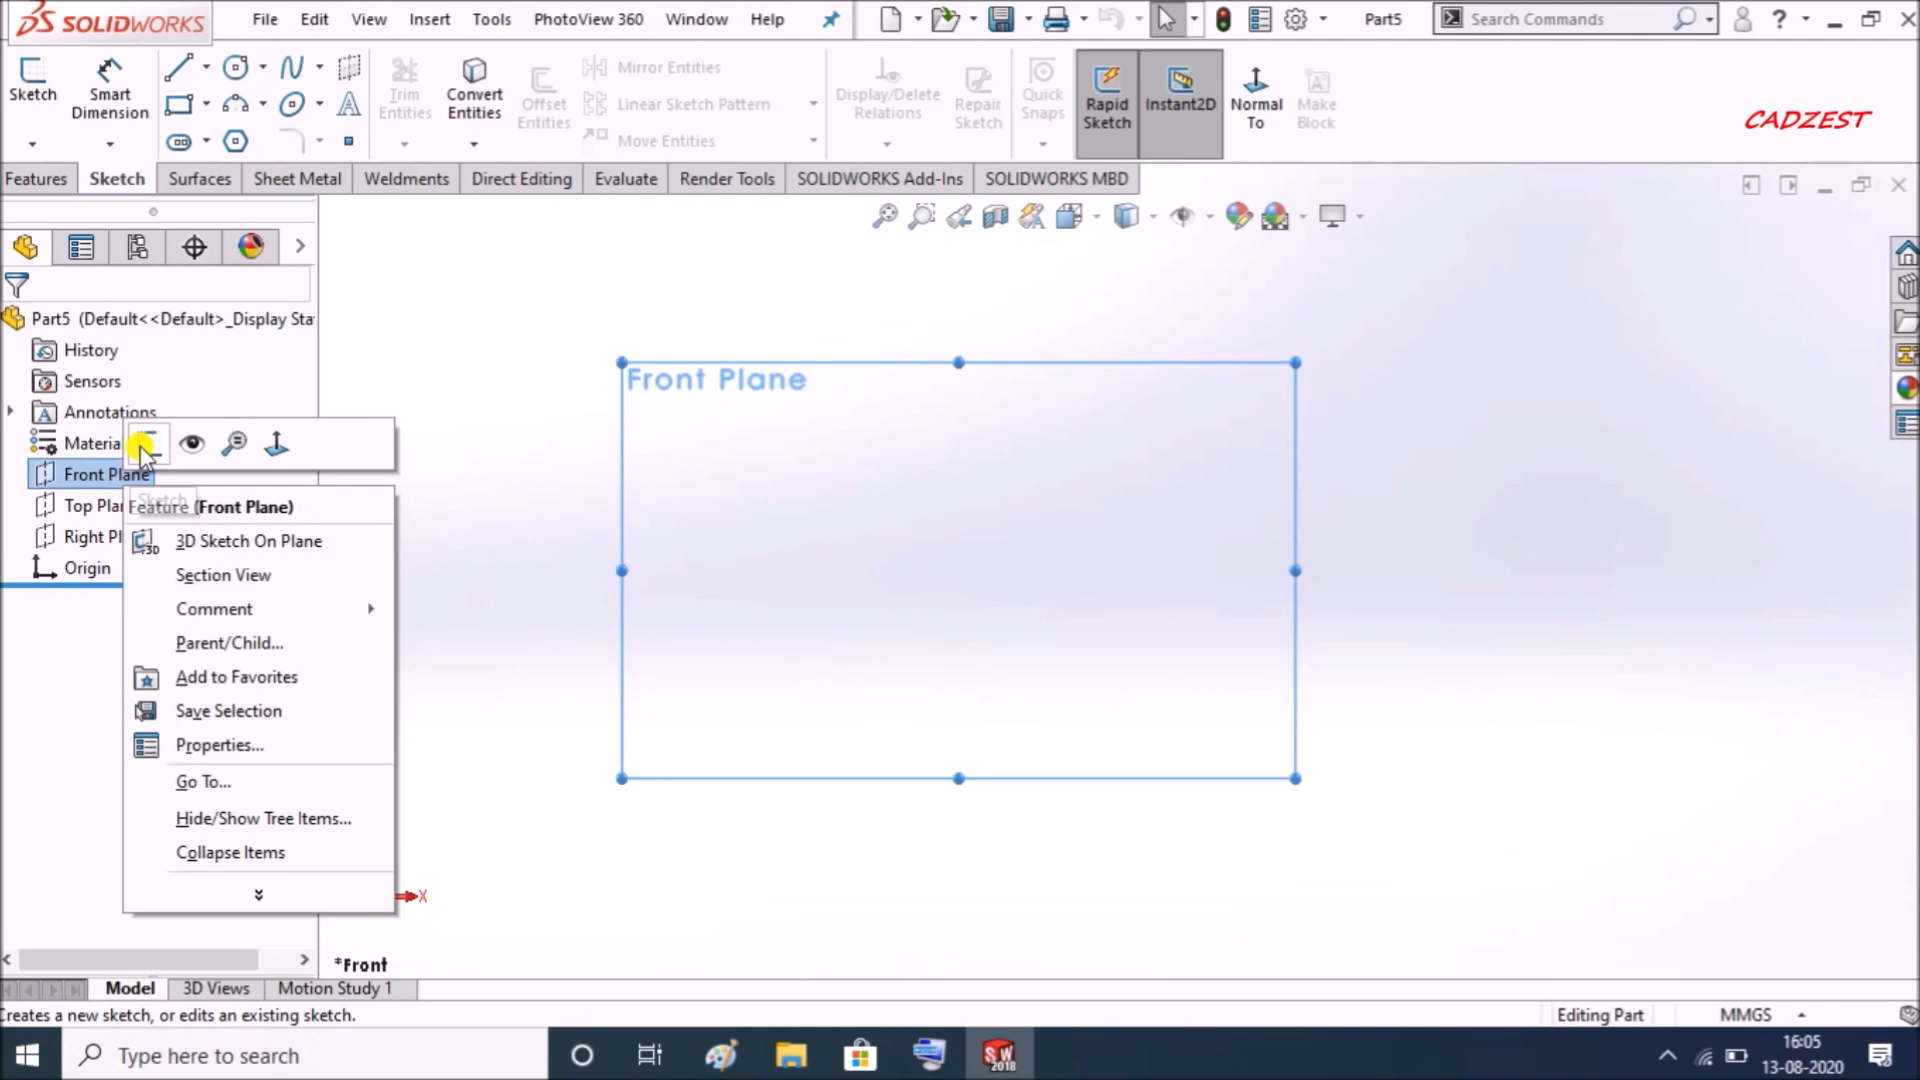 SOLIDWORKS File Edit View Insert Tools PhotoView 360 Window Help Part5 Search Commands ?
Sketch Smart Dimension Trim Entities Convert Entities Offset Entities Mirror Entities Linear Sketch Pattern Move Entities Display/Delete Relations Repair Sketch Quick Snaps Rapid Sketch Instant2D Normal To Make Block
CADZEST
Features Sketch Surfaces Sheet Metal Weldments Direct Editing Evaluate Render Tools SOLIDWORKS Add-Ins SOLIDWORKS MBD
Part5 (Default<<Default>_Display Sta
History
Sensors
Annotations
Materia
Front Plane
Top Plan
Right Pl
Origin
Sketch
Feature (Front Plane)
3D Sketch On Plane
Section View
Comment
Parent/Child...
Add to Favorites
Save Selection
Properties...
Go To...
Hide/Show Tree Items...
Collapse Items
Front Plane
X
*Front
Model 3D Views Motion Study 1
Creates a new sketch, or edits an existing sketch. Editing Part MMGS
Type here to search
SW 2018
16:05
13-08-2020